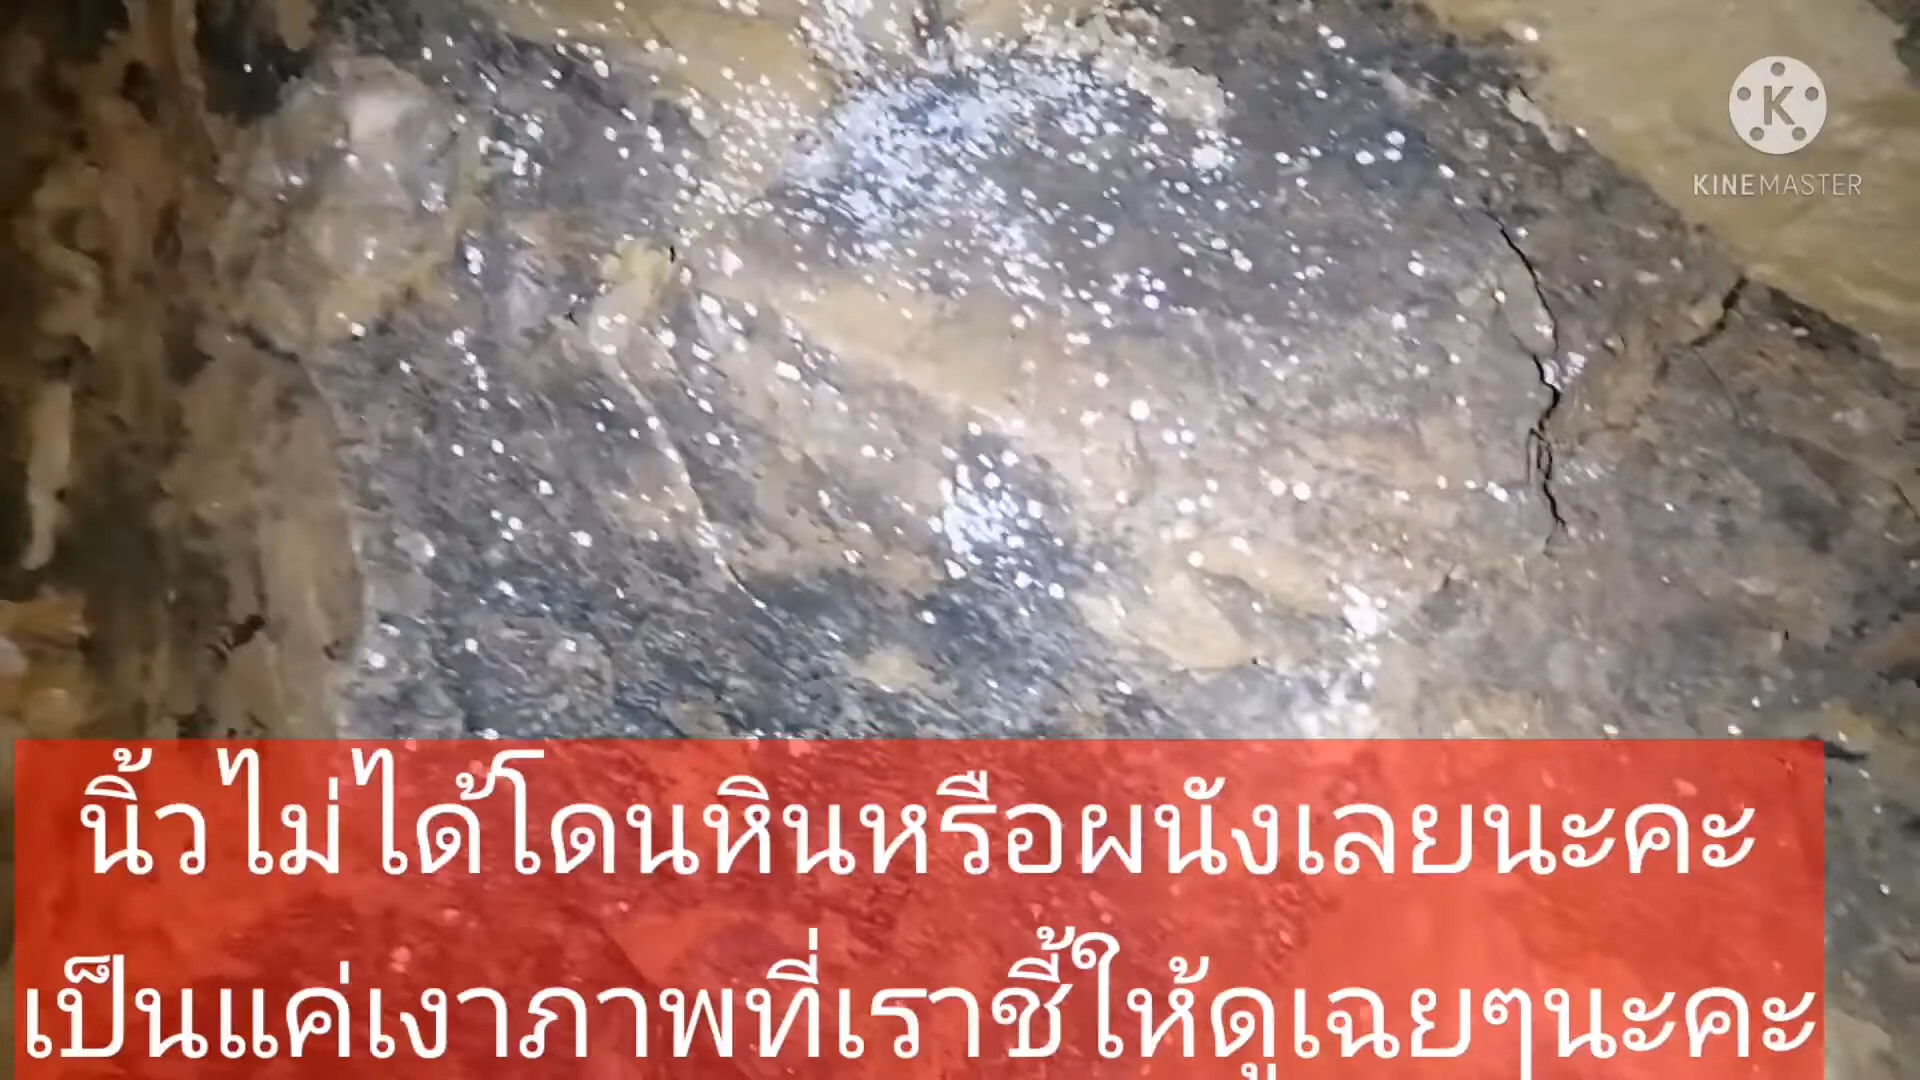 K
KINEMASTER
นิ้วไม่ได้โดนหินหรือผนังเลยนะคะ
เป็นแค่เงาภาพที่เราชี้ให้ดูเฉยๆนะคะ